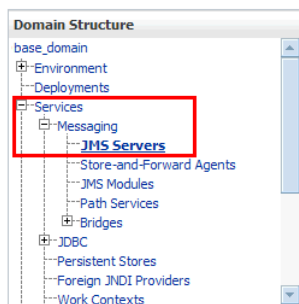 Domain Structure
base_domain
Environment
Deployments
Services
Messaging
JMS Servers
Store-and-Forward Agents
JMS Modules
Path Services
Bridges
JDBC
Persistent Stores
Foreign JNDI Providers
Work Contexts